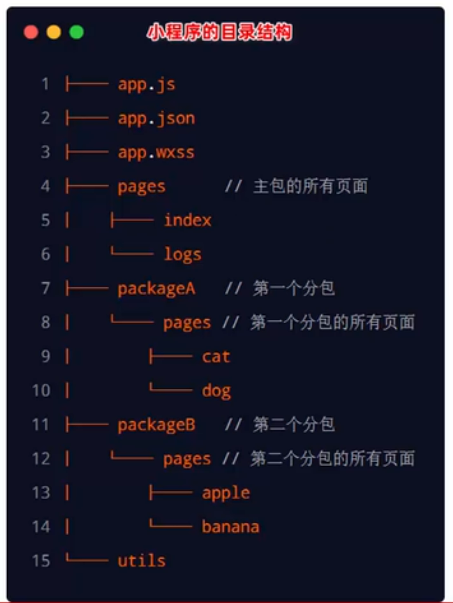 小程序的目录结构
1 ├── app.js
2 ├── app.json
3 ├── app.wxss
4 ├── pages // 主包的所有页面
5 │ ├── index
6 │ └── logs
7 ├── packageA // 第一个分包
8 │ └── pages // 第一个分包的所有页面
9 │ ├── cat
10 │ └── dog
11 ├── packageB // 第二个分包
12 │ └── pages // 第二个分包的所有页面
13 │ ├── apple
14 │ └── banana
15 └── utils